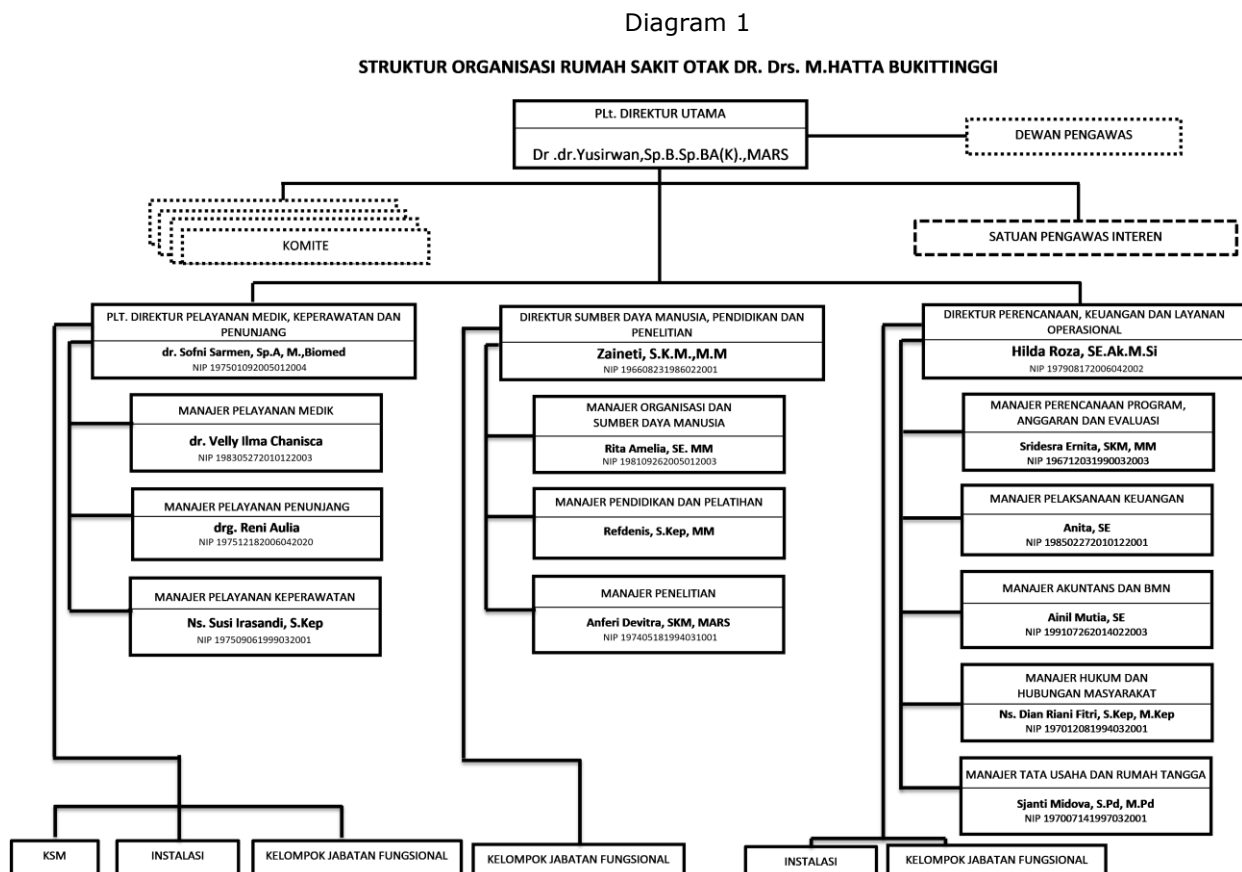 Diagram 1
STRUKTUR ORGANISASI RUMAH SAKIT OTAK DR. Drs. M.HATTA BUKITTINGGI
PLt. DIREKTUR UTAMA
Dr .dr.Yusirwan,Sp.B.Sp.BA(K).,MARS
DEWAN PENGAWAS
KOMITE
SATUAN PENGAWAS INTEREN
PLT. DIREKTUR PELAYANAN MEDIK, KEPERAWATAN DAN
PENUNJANG
dr. Sofni Sarmen, Sp.A, M.,Biomed
NIP 197501092005012004
MANAJER PELAYANAN MEDIK
dr. Velly Ilma Chanisca
NIP 198305272010122003
MANAJER PELAYANAN PENUNJANG
drg. Reni Aulia
NIP 197512182006042020
MANAJER PELAYANAN KEPERAWATAN
Ns. Susi Irasandi, S.Kep
NIP 197509061999032001
KSM
INSTALASI
KELOMPOK JABATAN FUNGSIONAL
DIREKTUR SUMBER DAYA MANUSIA, PENDIDIKAN DAN
PENELITIAN
Zaineti, S.K.M.,M.M
NIP 196608231986022001
MANAJER ORGANISASI DAN
SUMBER DAYA MANUSIA
Rita Amelia, SE. MM
NIP 198109262005012003
MANAJER PENDIDIKAN DAN PELATIHAN
Refdenis, S.Kep, MM
MANAJER PENELITIAN
Anferi Devitra, SKM, MARS
NIP 197405181994031001
KELOMPOK JABATAN FUNGSIONAL
DIREKTUR PERENCANAAN, KEUANGAN DAN LAYANAN
OPERASIONAL
Hilda Roza, SE.Ak.M.Si
NIP 197908172006042002
MANAJER PERENCANAAN PROGRAM,
ANGGARAN DAN EVALUASI
Sridesra Ernita, SKM, MM
NIP 196712031990032003
MANAJER PELAKSANAAN KEUANGAN
Anita, SE
NIP 198502272010122001
MANAJER AKUNTANS DAN BMN
Ainil Mutia, SE
NIP 199107262014022003
MANAJER HUKUM DAN
HUBUNGAN MASYARAKAT
Ns. Dian Riani Fitri, S.Kep, M.Kep
NIP 197012081994032001
MANAJER TATA USAHA DAN RUMAH TANGGA
Sjanti Midova, S.Pd, M.Pd
NIP 197007141997032001
INSTALASI
KELOMPOK JABATAN FUNGSIONAL